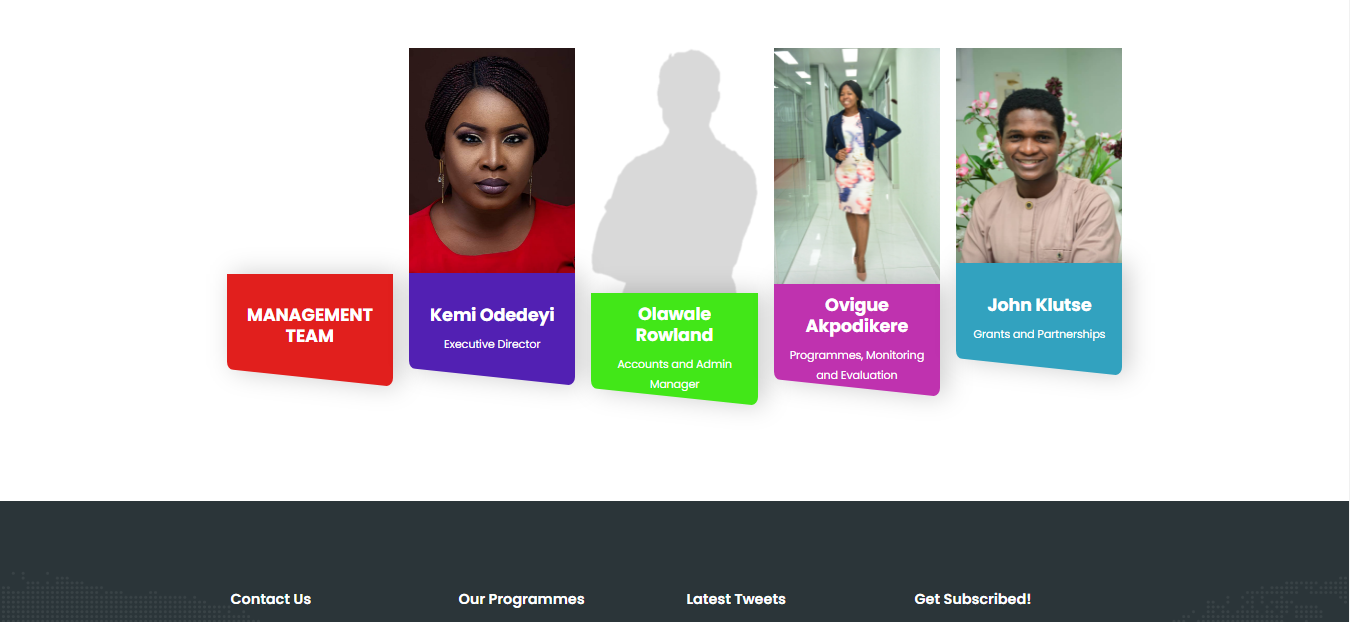 MANAGEMENT
TEAM
Kemi Odedeyi
Executive Director
Olawale
Rowland
Accounts and Admin
Manager
Ovigue
Akpodikere
Programmes, Monitoring
and Evaluation
John Klutse
Grants and Partnerships
Contact Us
Our Programmes
Latest Tweets
Get Subscribed!